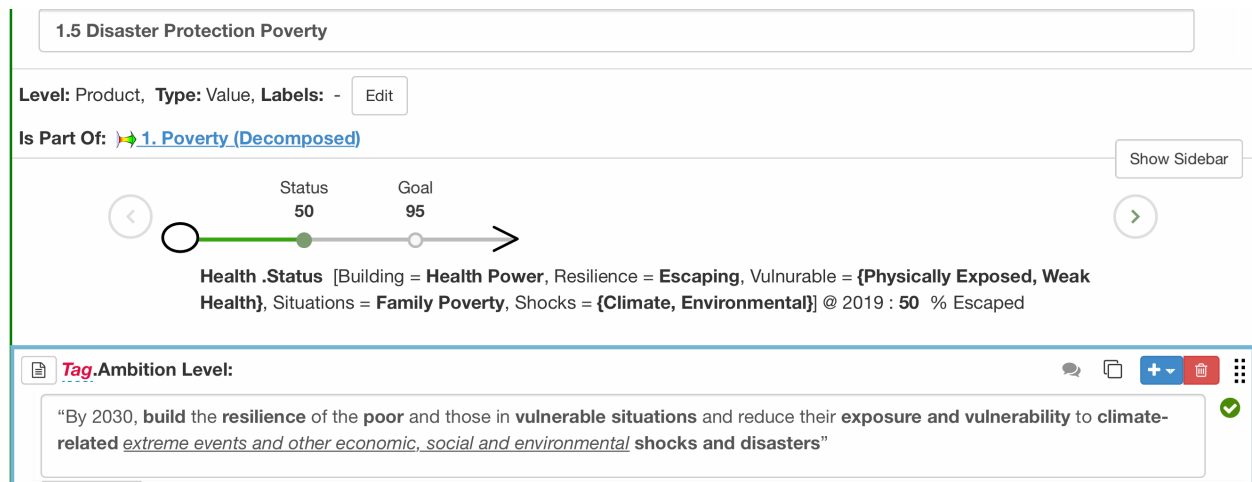 1.5 Disaster Protection Poverty
Level: Product, Type: Value, Labels: - Edit
Is Part Of: 1. Poverty (Decomposed)
Show Sidebar
Status Goal
50 95
Health .Status [Building = Health Power, Resilience = Escaping, Vulnurable = {Physically Exposed, Weak
Health}, Situations = Family Poverty, Shocks = {Climate, Environmental}] @ 2019 : 50 % Escaped
Tag.Ambition Level:
“By 2030, build the resilience of the poor and those in vulnerable situations and reduce their exposure and vulnerability to climate-
related extreme events and other economic, social and environmental shocks and disasters”